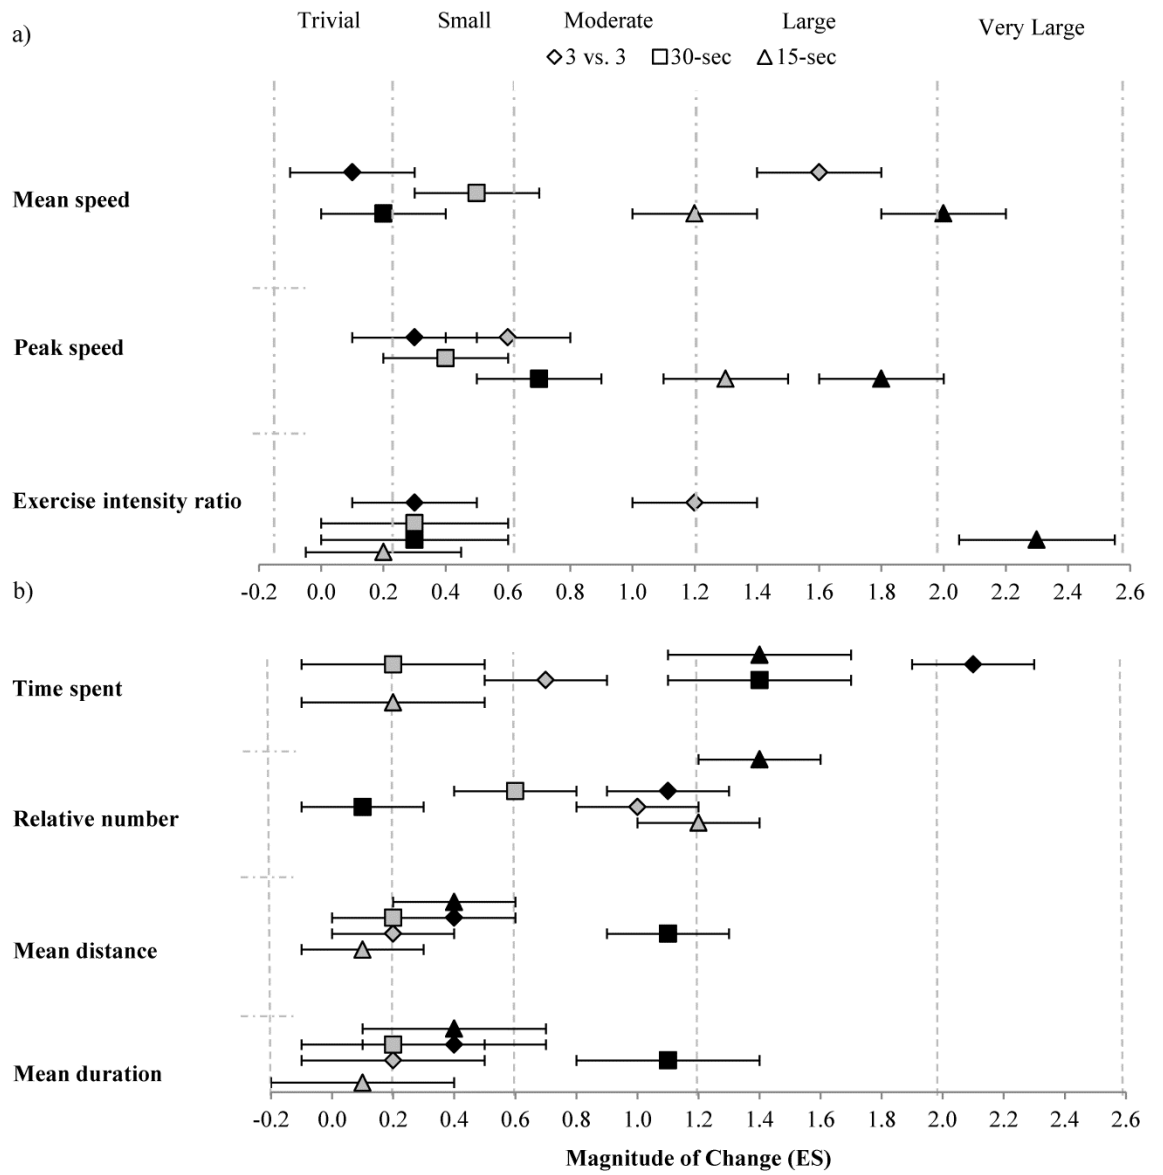 a)
Trivial Small Moderate Large Very Large
3 vs. 3 30-sec 15-sec
Mean speed
Peak speed
Exercise intensity ratio
-0.2 0.0 0.2 0.4 0.6 0.8 1.0 1.2 1.4 1.6 1.8 2.0 2.2 2.4 2.6
b)
Time spent
Relative number
Mean distance
Mean duration
-0.2 0.0 0.2 0.4 0.6 0.8 1.0 1.2 1.4 1.6 1.8 2.0 2.2 2.4 2.6
Magnitude of Change (ES)